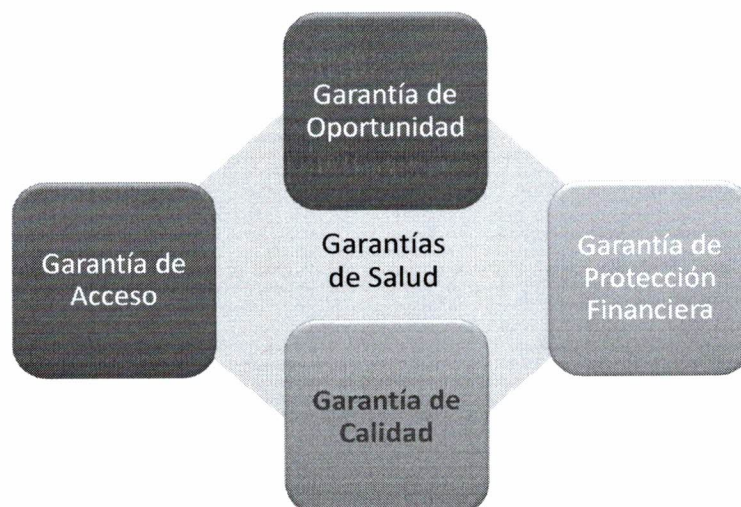 Garantía de
Oportunidad
Garantía de
Acceso
Garantías
de Salud
Garantía de
Protección
Financiera
Garantía de
Calidad